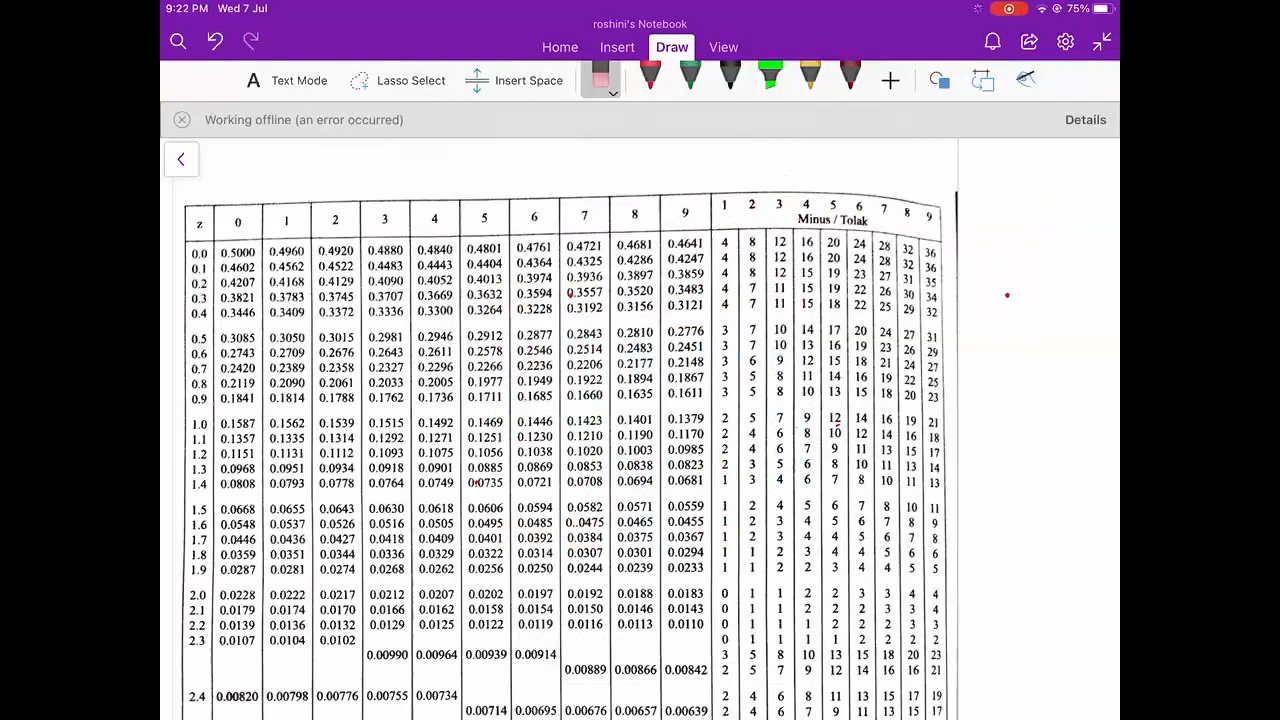 9:22 PM Wed 7 Jul 75%
roshini's Notebook
Home Insert Draw View
A Text Mode Lasso Select Insert Space
Working offline (an error occurred) Details
z 0 1 2 3 4 5 6 7 8 9 1 2 3 4 5 6 7 8 9
Minus / Tolak
0.0 0.5000 0.4960 0.4920 0.4880 0.4840 0.4801 0.4761 0.4721 0.4681 0.4641 4 8 12 16 20 24 28 32 36
0.1 0.4602 0.4562 0.4522 0.4483 0.4443 0.4404 0.4364 0.4325 0.4286 0.4247 4 8 12 16 20 24 28 32 36
0.2 0.4207 0.4168 0.4129 0.4090 0.4052 0.4013 0.3974 0.3936 0.3897 0.3859 4 8 12 15 19 23 27 31 35
0.3 0.3821 0.3783 0.3745 0.3707 0.3669 0.3632 0.3594 0.3557 0.3520 0.3483 4 7 11 15 19 22 26 30 34
0.4 0.3446 0.3409 0.3372 0.3336 0.3300 0.3264 0.3228 0.3192 0.3156 0.3121 4 7 11 15 18 22 25 29 32
0.5 0.3085 0.3050 0.3015 0.2981 0.2946 0.2912 0.2877 0.2843 0.2810 0.2776 3 7 10 14 17 20 24 27 31
0.6 0.2743 0.2709 0.2676 0.2643 0.2611 0.2578 0.2546 0.2514 0.2483 0.2451 3 7 10 13 16 19 23 26 29
0.7 0.2420 0.2389 0.2358 0.2327 0.2296 0.2266 0.2236 0.2206 0.2177 0.2148 3 6 9 12 15 18 21 24 27
0.8 0.2119 0.2090 0.2061 0.2033 0.2005 0.1977 0.1949 0.1922 0.1894 0.1867 3 5 8 11 14 16 19 22 25
0.9 0.1841 0.1814 0.1788 0.1762 0.1736 0.1711 0.1685 0.1660 0.1635 0.1611 3 5 8 10 13 15 18 20 23
1.0 0.1587 0.1562 0.1539 0.1515 0.1492 0.1469 0.1446 0.1423 0.1401 0.1379 2 5 7 9 12 14 16 19 21
1.1 0.1357 0.1335 0.1314 0.1292 0.1271 0.1251 0.1230 0.1210 0.1190 0.1170 2 4 6 8 10 12 14 16 18
1.2 0.1151 0.1131 0.1112 0.1093 0.1075 0.1056 0.1038 0.1020 0.1003 0.0985 2 4 6 7 9 11 13 15 17
1.3 0.0968 0.0951 0.0934 0.0918 0.0901 0.0885 0.0869 0.0853 0.0838 0.0823 2 3 5 6 8 10 11 13 14
1.4 0.0808 0.0793 0.0778 0.0764 0.0749 0.0735 0.0721 0.0708 0.0694 0.0681 1 3 4 6 7 8 10 11 13
1.5 0.0668 0.0655 0.0643 0.0630 0.0618 0.0606 0.0594 0.0582 0.0571 0.0559 1 2 4 5 6 7 8 10 11
1.6 0.0548 0.0537 0.0526 0.0516 0.0505 0.0495 0.0485 0..0475 0.0465 0.0455 1 2 3 4 5 6 7 8 9
1.7 0.0446 0.0436 0.0427 0.0418 0.0409 0.0401 0.0392 0.0384 0.0375 0.0367 1 2 3 4 4 5 6 7 8
1.8 0.0359 0.0351 0.0344 0.0336 0.0329 0.0322 0.0314 0.0307 0.0301 0.0294 1 1 2 3 4 4 5 6 6
1.9 0.0287 0.0281 0.0274 0.0268 0.0262 0.0256 0.0250 0.0244 0.0239 0.0233 1 1 2 2 3 4 4 5 5
2.0 0.0228 0.0222 0.0217 0.0212 0.0207 0.0202 0.0197 0.0192 0.0188 0.0183 0 1 1 2 2 3 3 4 4
2.1 0.0179 0.0174 0.0170 0.0166 0.0162 0.0158 0.0154 0.0150 0.0146 0.0143 0 1 1 2 2 2 3 3 4
2.2 0.0139 0.0136 0.0132 0.0129 0.0125 0.0122 0.0119 0.0116 0.0113 0.0110 0 1 1 1 2 2 2 3 3
2.3 0.0107 0.0104 0.0102 0 1 1 1 1 2 2 2 2
0.00990 0.00964 0.00939 0.00914 3 5 8 10 13 15 18 20 23
0.00889 0.00866 0.00842 2 5 7 9 12 14 16 16 21
2.4 0.00820 0.00798 0.00776 0.00755 0.00734 2 4 6 8 11 13 15 17 19
0.00714 0.00695 0.00676 0.00657 0.00639 2 4 6 7 9 11 13 15 17